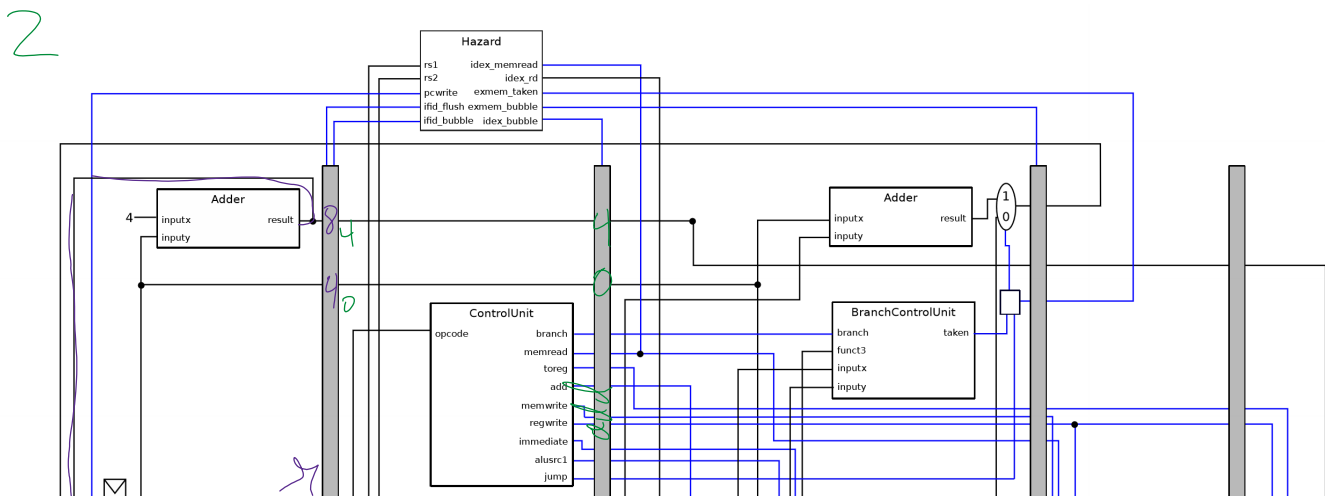 2
Hazard
rs1 idex_memread
rs2 idex_rd
pcwrite exmem_taken
ifid_flush exmem_bubble
ifid_bubble idex_bubble
Adder
4 inputx result
inputy
8 4
4
4 0
0
Adder
inputx result
inputy
1
0
ControlUnit
opcode branch
memread
toreg
add
memwrite
regwrite
immediate
alusrc1
jump
BranchControlUnit
branch taken
funct3
inputx
inputy